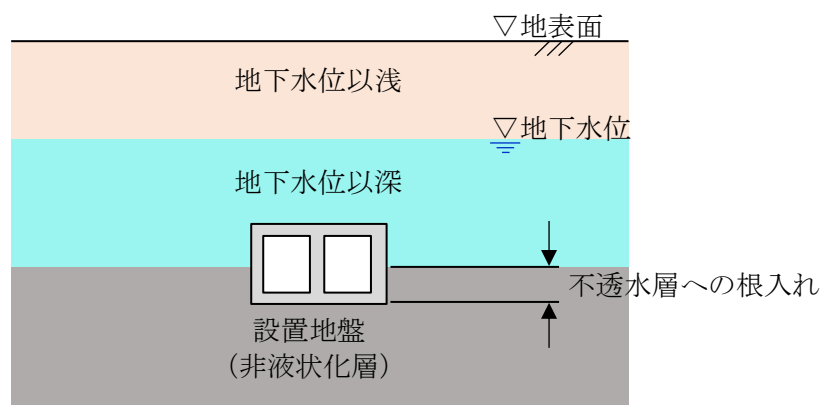 ▽地表面
地下水位以浅
▽地下水位
地下水位以深
不透水層への根入れ
設置地盤
（非液状化層）